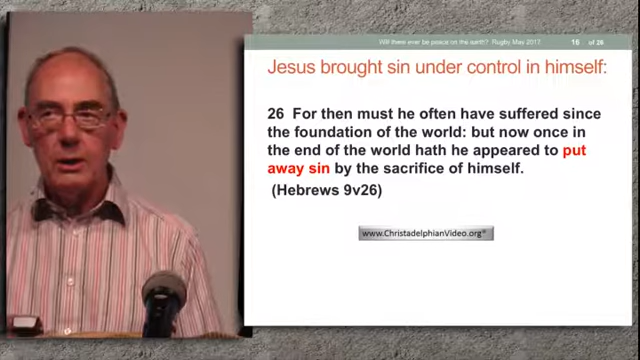 Will there ever be peace on the earth? Rugby May 2017
16 of 26
Jesus brought sin under control in himself:
26 For then must he often have suffered since
the foundation of the world: but now once in
the end of the world hath he appeared to put
away sin by the sacrifice of himself.
(Hebrews 9v26)
www.ChristadelphianVideo.org®